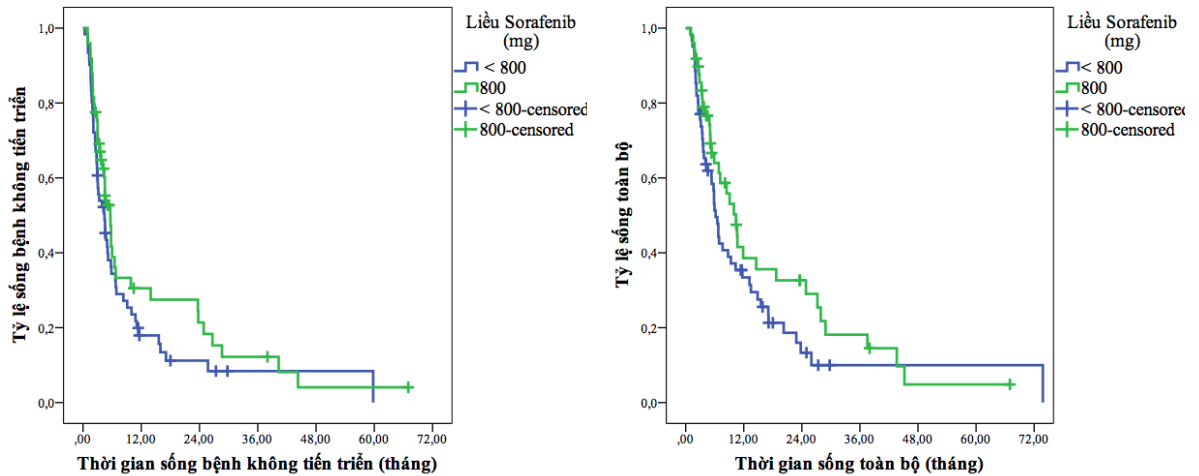 Liều Sorafenib
(mg)
< 800
800
< 800-censored
800-censored
Tỷ lệ sống bệnh không tiến triển
1,0
0,8
0,6
0,4
0,2
0,0
,00
12,00
24,00
36,00
48,00
60,00
72,00
Thời gian sống bệnh không tiến triển (tháng)
Liều Sorafenib
(mg)
< 800
800
< 800-censored
800-censored
Tỷ lệ sống toàn bộ
1,0
0,8
0,6
0,4
0,2
0,0
,00
12,00
24,00
36,00
48,00
60,00
72,00
Thời gian sống toàn bộ (tháng)